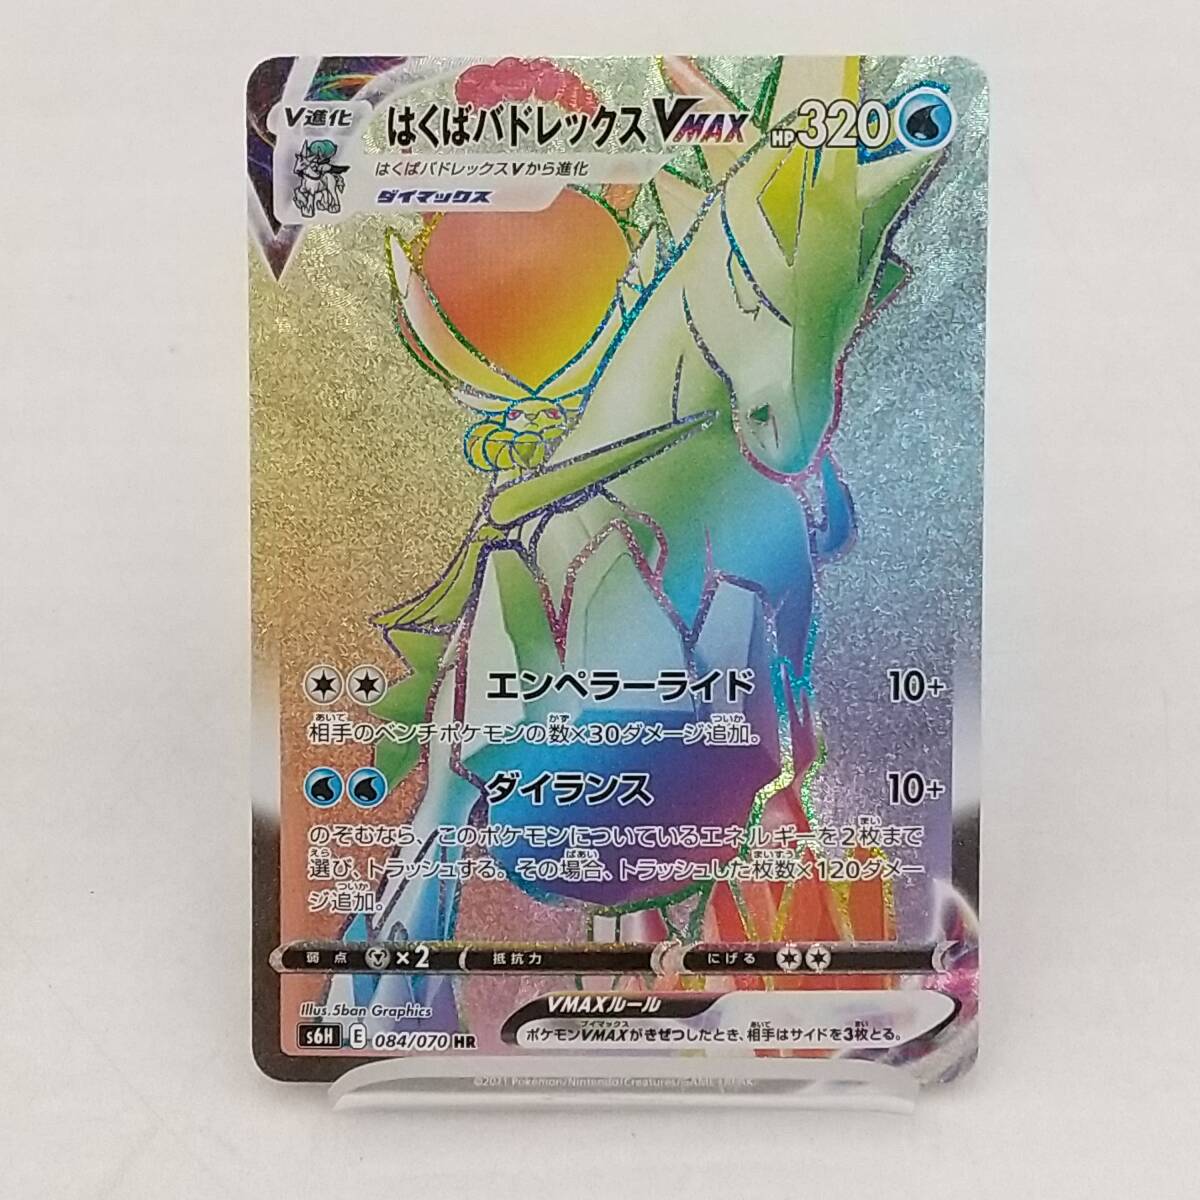 V進化
はくばバドレックスVMAX
HP320
はくばバドレックスVから進化
ダイマックス
エンペラーライド 10+
相手のベンチポケモンの数×30ダメージ追加。
ダイランス 10+
のぞむなら、このポケモンについているエネルギーを2枚まで
選び、トラッシュする。その場合、トラッシュした枚数×120ダメー
ジ追加。
弱点 ×2 抵抗力 にげる
Illus.5ban Graphics
VMAXルール
ポケモンVMAXがきぜつしたとき、相手はサイドを3枚とる。
s6H E 084/070 HR
©2021 Pokémon/Nintendo/Creatures/GAME FREAK